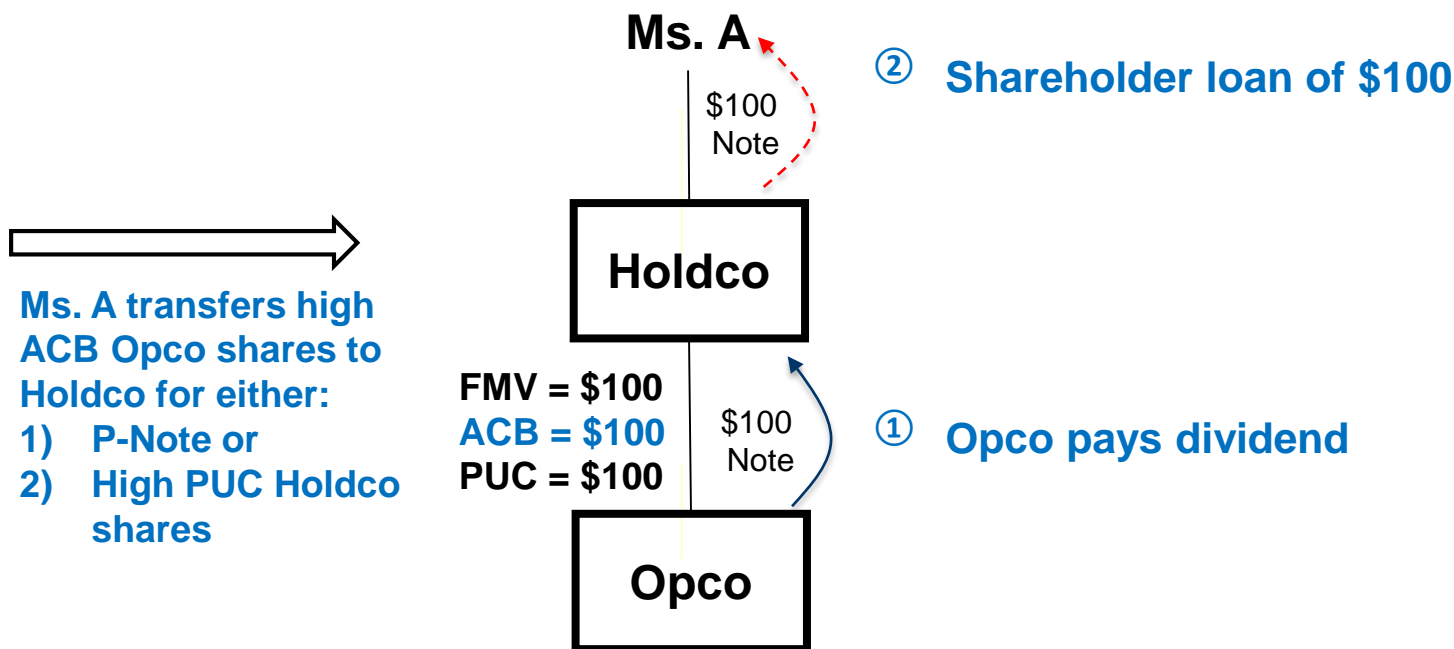 Ms. A
② Shareholder loan of $100
$100
Note
Holdco
Ms. A transfers high
ACB Opco shares to
Holdco for either:
1) P-Note or
2) High PUC Holdco
shares
FMV = $100
ACB = $100
PUC = $100
$100
Note
① Opco pays dividend
Opco